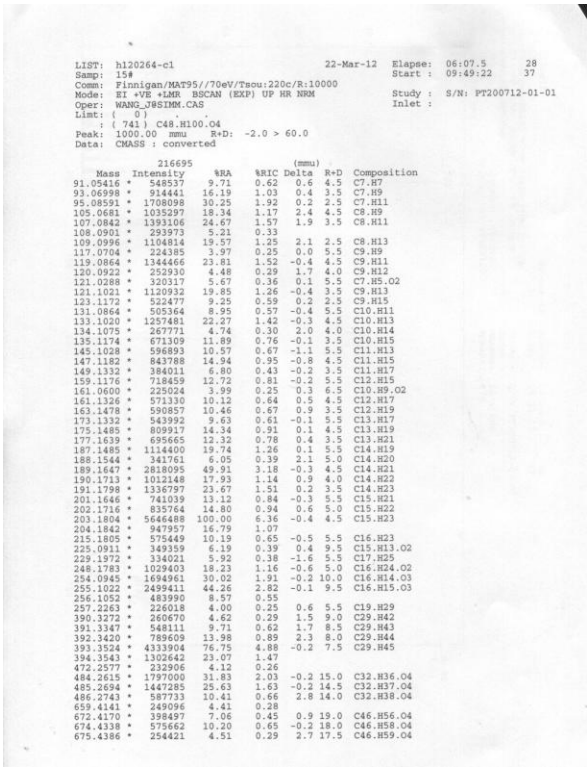 LIST: h120264-c1 22-Mar-12 Elapse: 06:07.5 28
Samp: 15# Start : 09:49:22 37
Comm: Finnigan/MAT95//70eV/Tsou:220c/R:10000
Mode: EI +VE +LMR BSCAN (EXP) UP HR NRM Study : S/N: PT200712-01-01
Oper: WANG_J@SIMM.CAS Inlet :
Limt: ( 0) . .
: ( 741) C48.H100.O4
Peak: 1000.00 mmu R+D: -2.0 > 60.0
Data: CMASS : converted
216695 (mmu)
Mass Intensity %RA %RIC Delta R+D Composition
91.05416 * 548537 9.71 0.62 0.6 4.5 C7.H7
93.06998 * 914441 16.19 1.03 0.4 3.5 C7.H9
95.08591 * 1708098 30.25 1.92 0.2 2.5 C7.H11
105.0681 * 1035297 18.34 1.17 2.4 4.5 C8.H9
107.0842 * 1393106 24.67 1.57 1.9 3.5 C8.H11
108.0901 * 293973 5.21 0.33
109.0996 * 1104814 19.57 1.25 2.1 2.5 C8.H13
117.0704 * 224385 3.97 0.25 0.0 5.5 C9.H9
119.0864 * 1344466 23.81 1.52 -0.4 4.5 C9.H11
120.0922 * 252930 4.48 0.29 1.7 4.0 C9.H12
121.0288 * 320317 5.67 0.36 0.1 5.5 C7.H5.O2
121.1021 * 1120932 19.85 1.26 -0.4 3.5 C9.H13
123.1172 * 522477 9.25 0.59 0.2 2.5 C9.H15
131.0864 * 505364 8.95 0.57 -0.4 5.5 C10.H11
133.1020 * 1257481 22.27 1.42 -0.3 4.5 C10.H13
134.1075 * 267771 4.74 0.30 2.0 4.0 C10.H14
135.1174 * 671309 11.89 0.76 -0.1 3.5 C10.H15
145.1028 * 596893 10.57 0.67 -1.1 5.5 C11.H13
147.1182 * 843788 14.94 0.95 -0.8 4.5 C11.H15
149.1332 * 384011 6.80 0.43 -0.2 3.5 C11.H17
159.1176 * 718459 12.72 0.81 -0.2 5.5 C12.H15
161.0600 * 225024 3.99 0.25 0.3 6.5 C10.H9.O2
161.1326 * 571330 10.12 0.64 0.5 4.5 C12.H17
163.1478 * 590857 10.46 0.67 0.9 3.5 C12.H19
173.1332 * 543992 9.63 0.61 -0.1 5.5 C13.H17
175.1485 * 809917 14.34 0.91 0.1 4.5 C13.H19
177.1639 * 695665 12.32 0.78 0.4 3.5 C13.H21
187.1485 * 1114400 19.74 1.26 0.1 5.5 C14.H19
188.1544 * 341761 6.05 0.39 2.1 5.0 C14.H20
189.1647 * 2818095 49.91 3.18 -0.3 4.5 C14.H21
190.1713 * 1012148 17.93 1.14 0.9 4.0 C14.H22
191.1798 * 1336797 23.67 1.51 0.2 3.5 C14.H23
201.1646 * 741039 13.12 0.84 -0.3 5.5 C15.H21
202.1716 * 835764 14.80 0.94 0.6 5.0 C15.H22
203.1804 * 5646488 100.00 6.36 -0.4 4.5 C15.H23
204.1842 * 947957 16.79 1.07
215.1805 * 575449 10.19 0.65 -0.5 5.5 C16.H23
225.0911 * 349359 6.19 0.39 0.4 9.5 C15.H13.O2
229.1972 * 334021 5.92 0.38 -1.6 5.5 C17.H25
248.1783 * 1029403 18.23 1.16 -0.6 5.0 C16.H24.O2
254.0945 * 1694961 30.02 1.91 -0.2 10.0 C16.H14.O3
255.1022 * 2499411 44.26 2.82 -0.1 9.5 C16.H15.O3
256.1052 * 483990 8.57 0.55
257.2263 * 226018 4.00 0.25 0.6 5.5 C19.H29
390.3272 * 260670 4.62 0.29 1.5 9.0 C29.H42
391.3347 * 548111 9.71 0.62 1.7 8.5 C29.H43
392.3420 * 789609 13.98 0.89 2.3 8.0 C29.H44
393.3524 * 4333904 76.75 4.88 -0.2 7.5 C29.H45
394.3543 * 1302642 23.07 1.47
472.2577 * 232906 4.12 0.26
484.2615 * 1797000 31.83 2.03 -0.2 15.0 C32.H36.O4
485.2694 * 1447285 25.63 1.63 -0.2 14.5 C32.H37.O4
486.2743 * 587733 10.41 0.66 2.8 14.0 C32.H38.O4
659.4141 * 249096 4.41 0.28
672.4170 * 398497 7.06 0.45 0.9 19.0 C46.H56.O4
674.4338 * 575662 10.20 0.65 -0.2 18.0 C46.H58.O4
675.4386 * 254421 4.51 0.29 2.7 17.5 C46.H59.O4